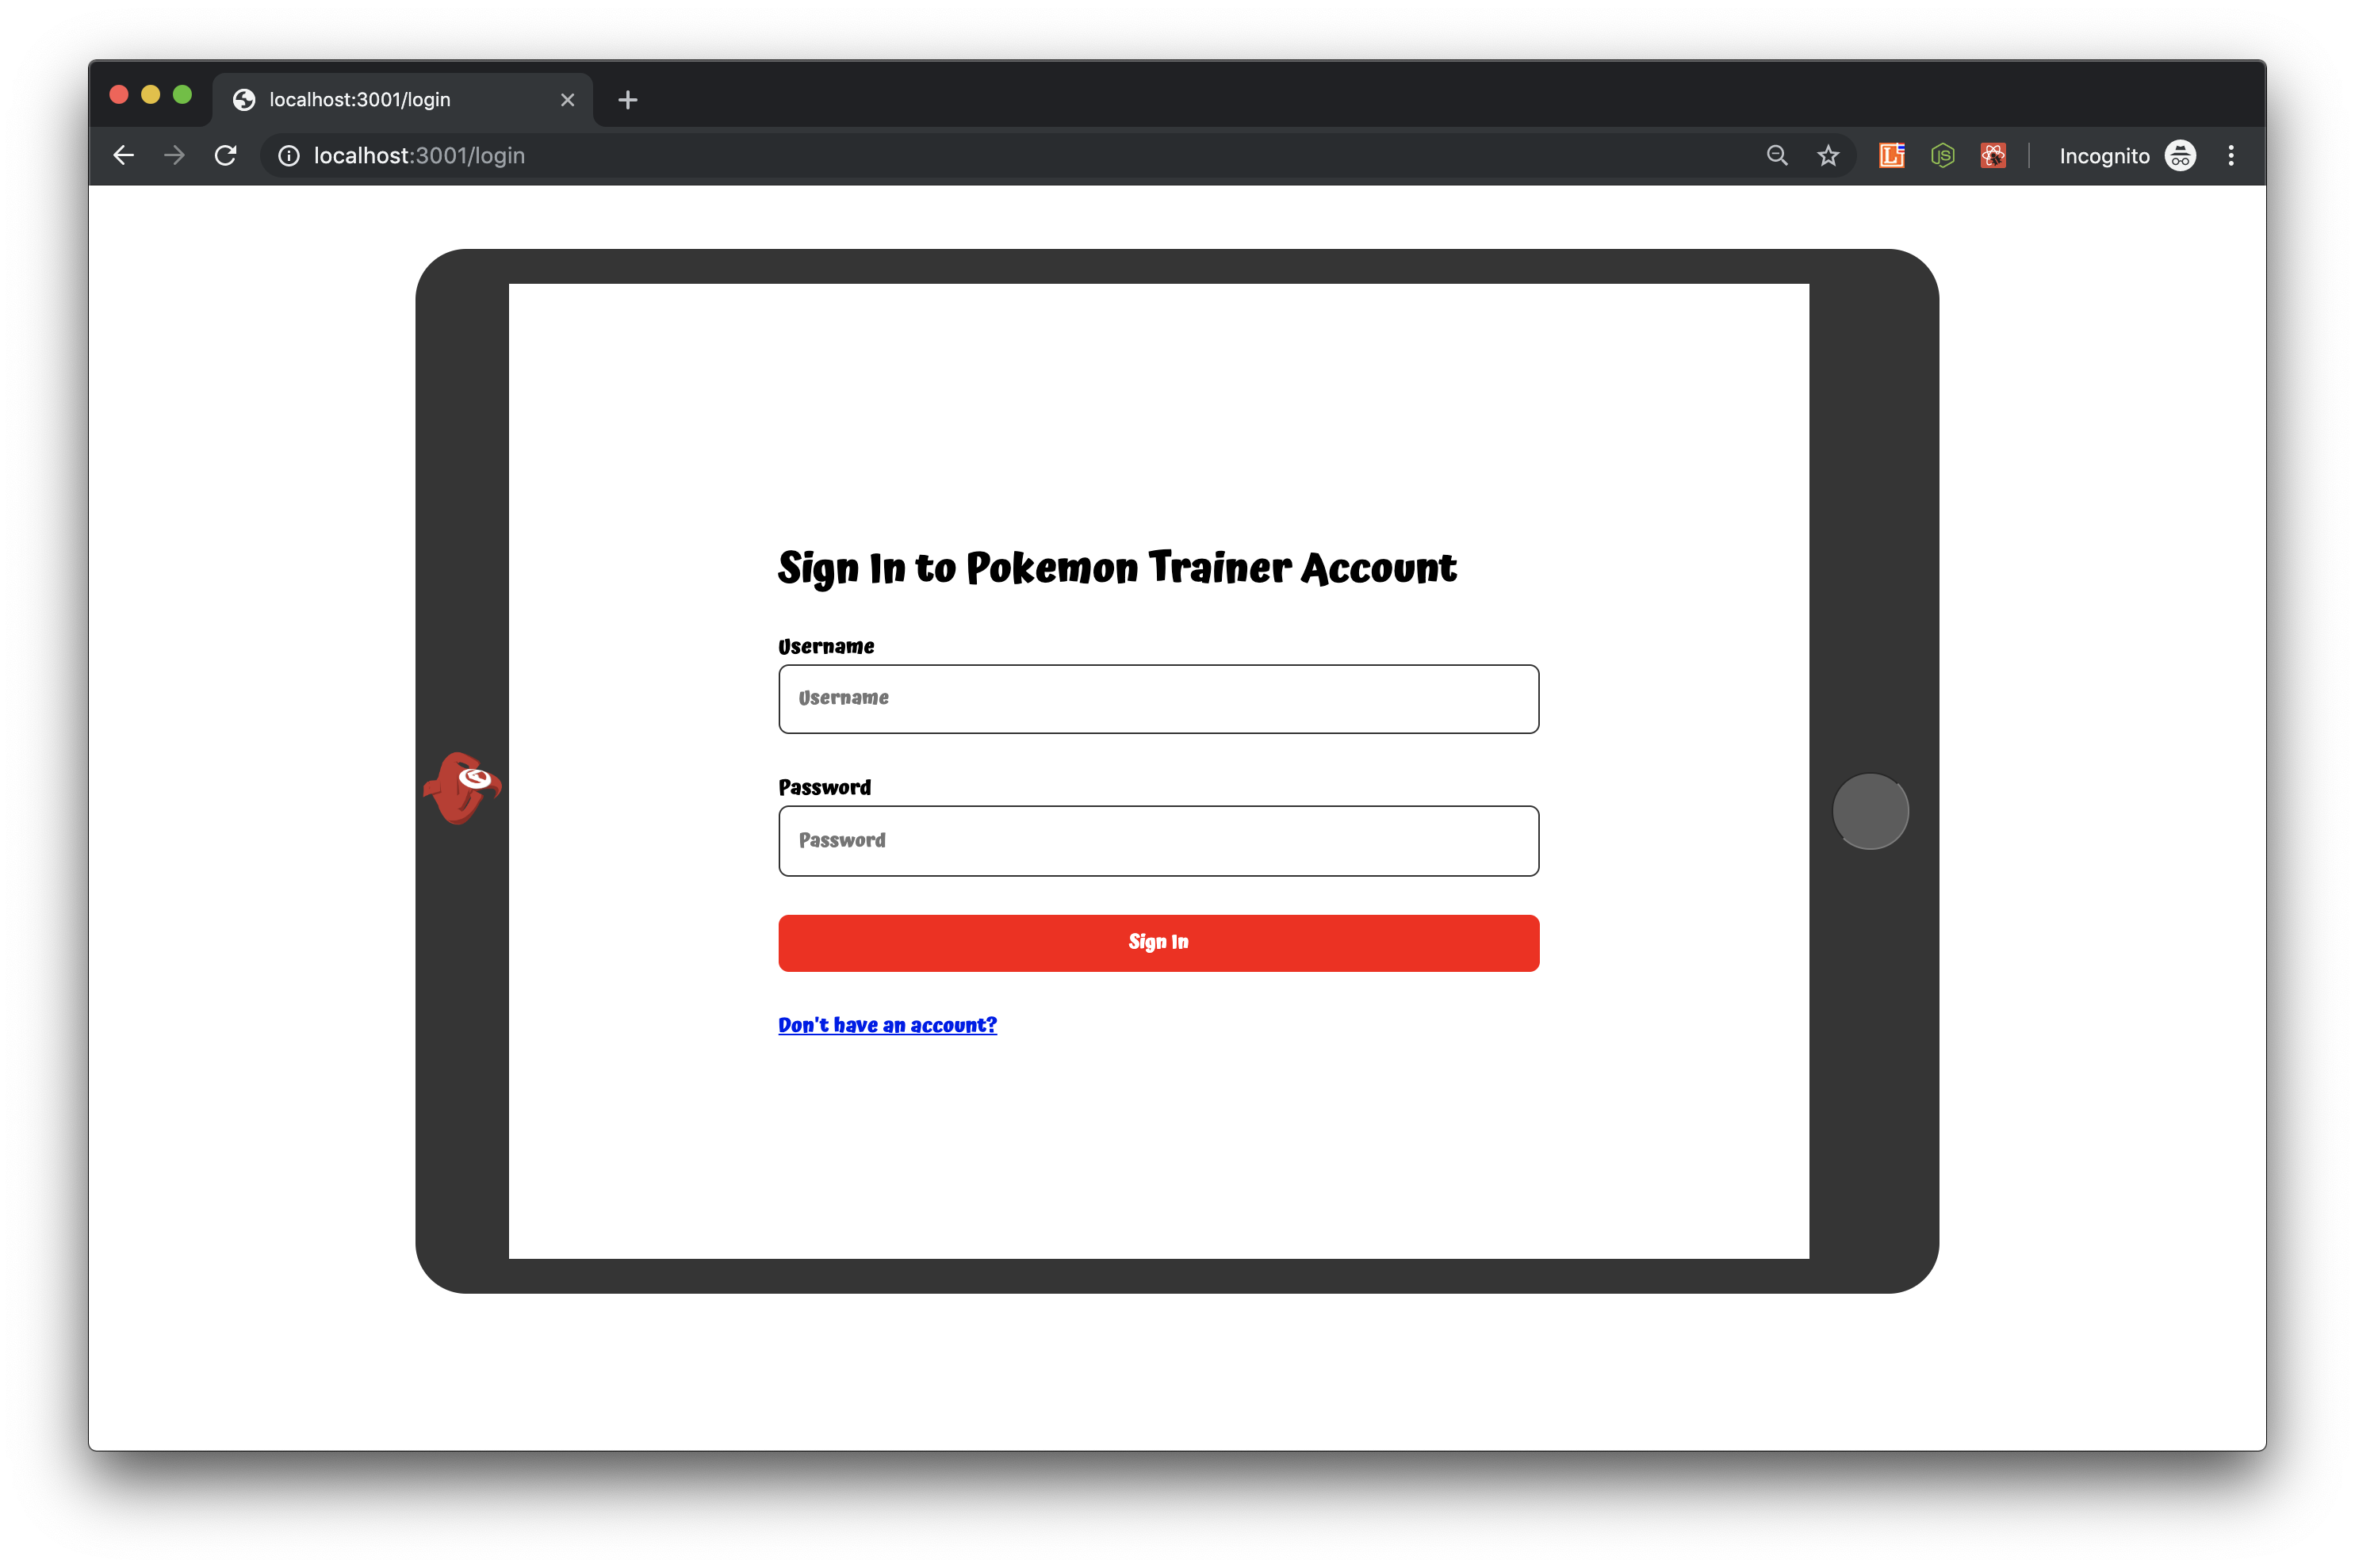 localhost:3001/login
localhost:3001/login
Incognito
Sign In to Pokemon Trainer Account
Username
Username
Password
Password
Sign In
Don't have an account?